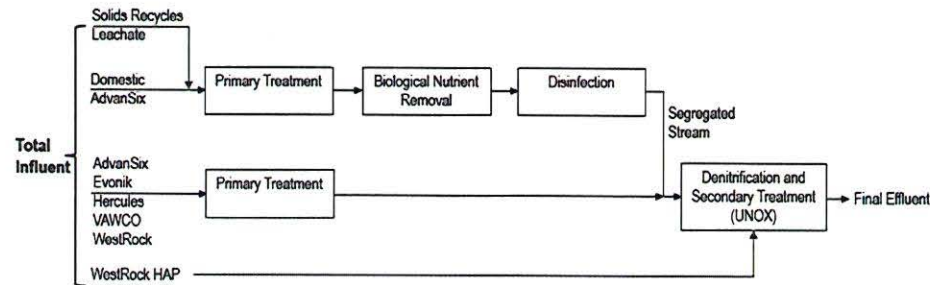 Solids Recycles
Leachate
Domestic
AdvanSix
Primary Treatment
Biological Nutrient
Removal
Disinfection
Segregated
Stream
Total
Influent
AdvanSix
Evonik
Hercules
VAWCO
WestRock
Primary Treatment
Denitrification and
Secondary Treatment
(UNOX)
Final Effluent
WestRock HAP